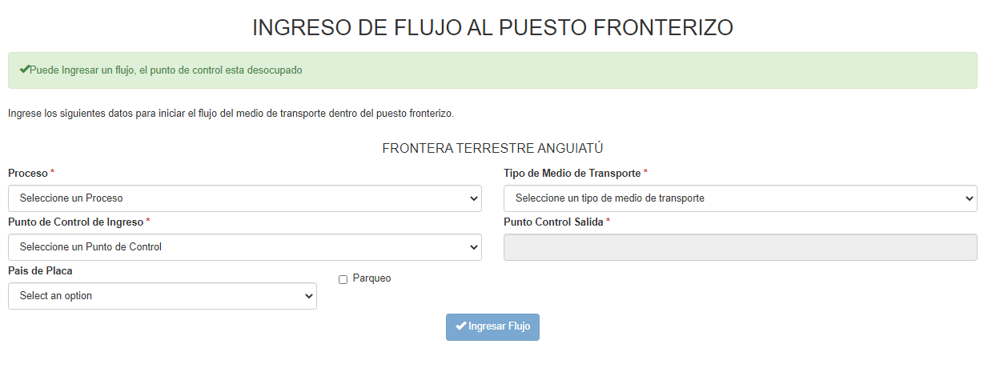 INGRESO DE FLUJO AL PUESTO FRONTERIZO
Puede Ingresar un flujo, el punto de control esta desocupado
Ingrese los siguientes datos para iniciar el flujo del medio de transporte dentro del puesto fronterizo.
FRONTERA TERRESTRE ANGUIATÚ
Proceso *
Tipo de Medio de Transporte *
Seleccione un Proceso
Seleccione un tipo de medio de transporte
Punto de Control de Ingreso *
Punto Control Salida *
Seleccione un Punto de Control
Pais de Placa
Parqueo
Select an option
Ingresar Flujo